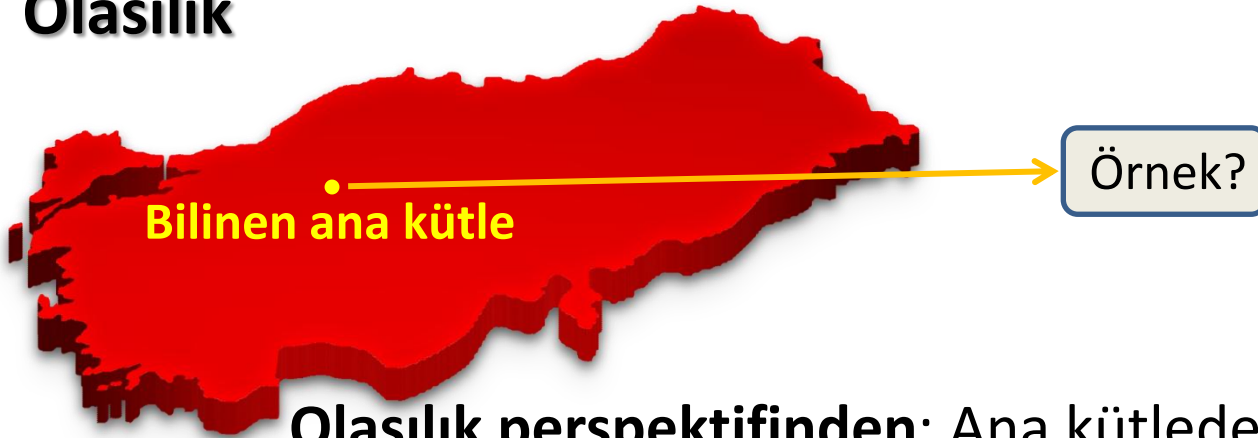 Olasılık
Örnek?
Bilinen ana kütle
Olasılık perspektifinden: Ana kütlede